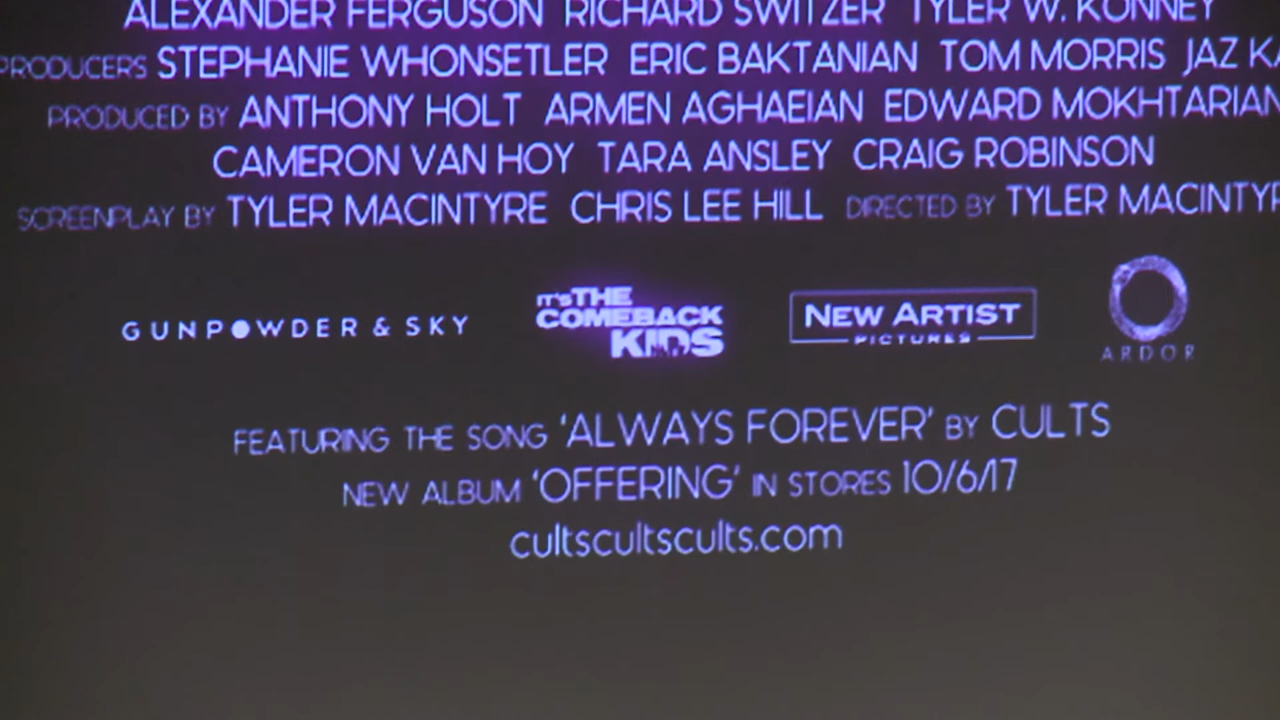 ALEXANDER FERGUSON RICHARD SWITZER TYLER W. KONNEY
PRODUCERS STEPHANIE WHONSETLER ERIC BAKTANIAN TOM MORRIS JAZ
PRODUCED BY ANTHONY HOLT ARMEN AGHAEIAN EDWARD MOKHTARIAN
CAMERON VAN HOY TARA ANSLEY CRAIG ROBINSON
SCREENPLAY BY TYLER MACINTYRE CHRIS LEE HILL DIRECTED BY TYLER
GUNPOWDER & SKY
IT'S THE
COMEBACK
KIDS
NEW ARTIST
PICTURES
ARDOR
FEATURING THE SONG 'ALWAYS FOREVER' BY CULTS
NEW ALBUM 'OFFERING' IN STORES 10/6/17
cultscultscults.com